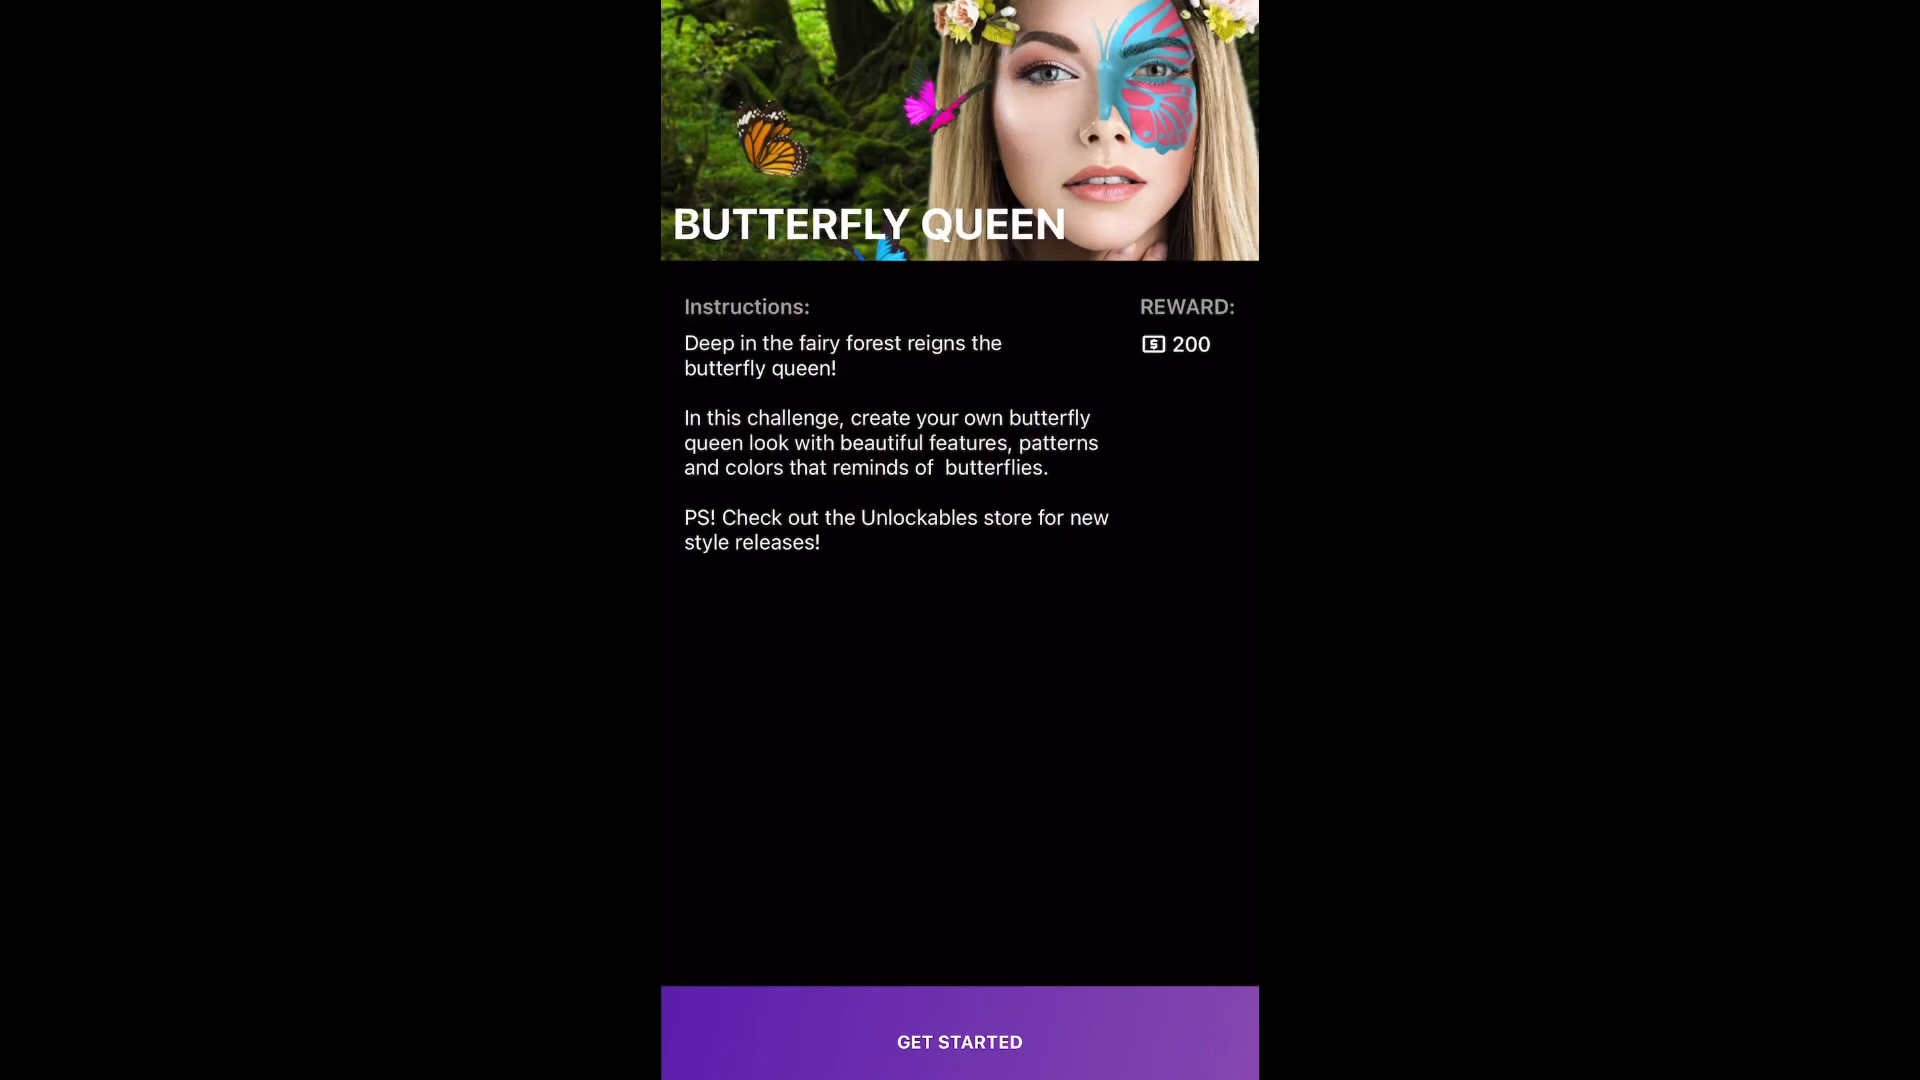 BUTTERFLY QUEEN
Instructions:
Deep in the fairy forest reigns the
butterfly queen!
In this challenge, create your own butterfly
queen look with beautiful features, patterns
and colors that reminds of  butterflies.
PS! Check out the Unlockables store for new
style releases!
REWARD:
$ 200
GET STARTED